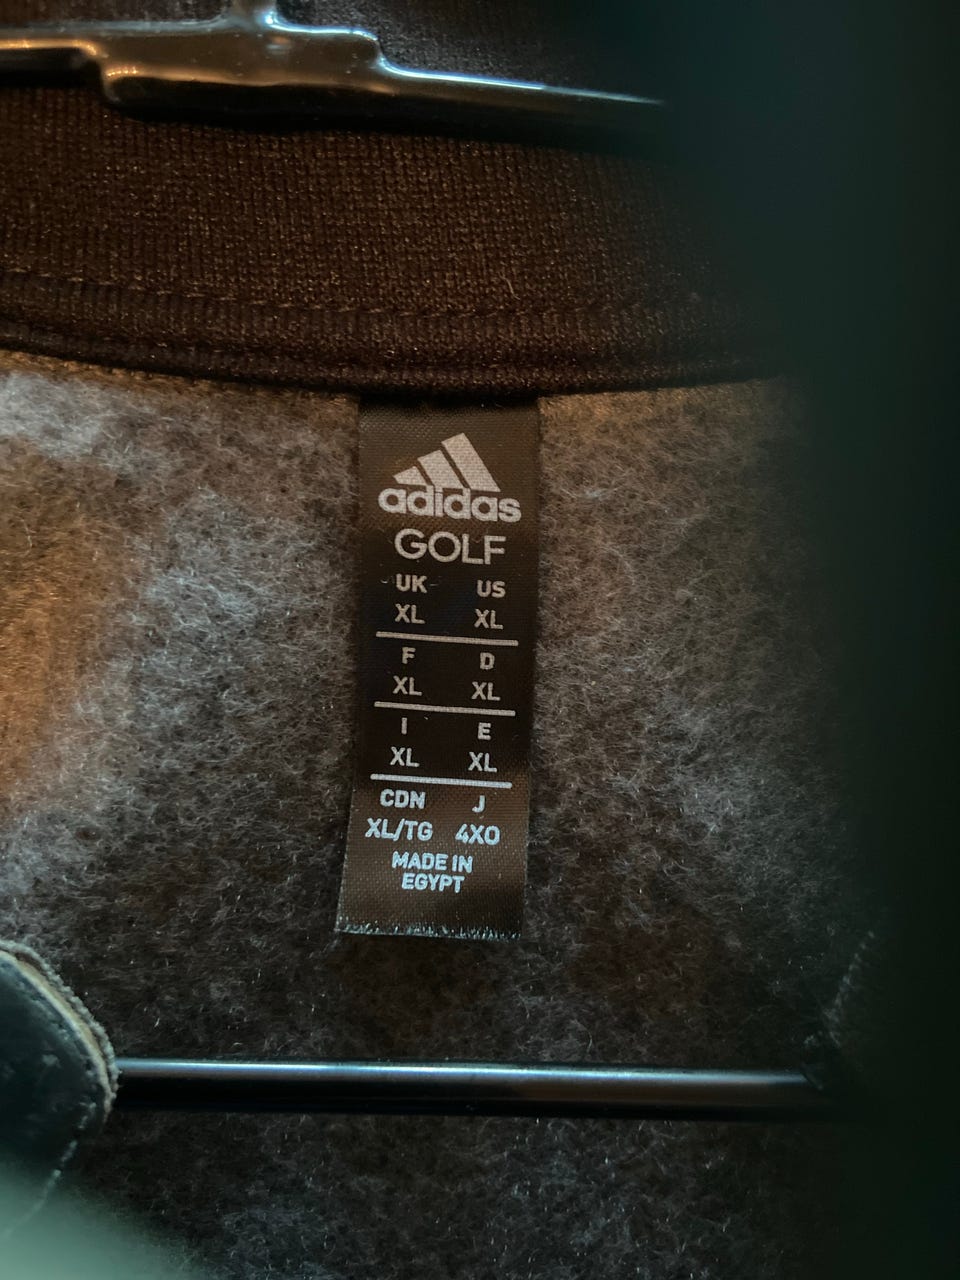 adidas
GOLF
UK US
XL XL
F D
XL XL
I E
XL XL
CDN J
XL/TG 4XO
MADE IN
EGYPT